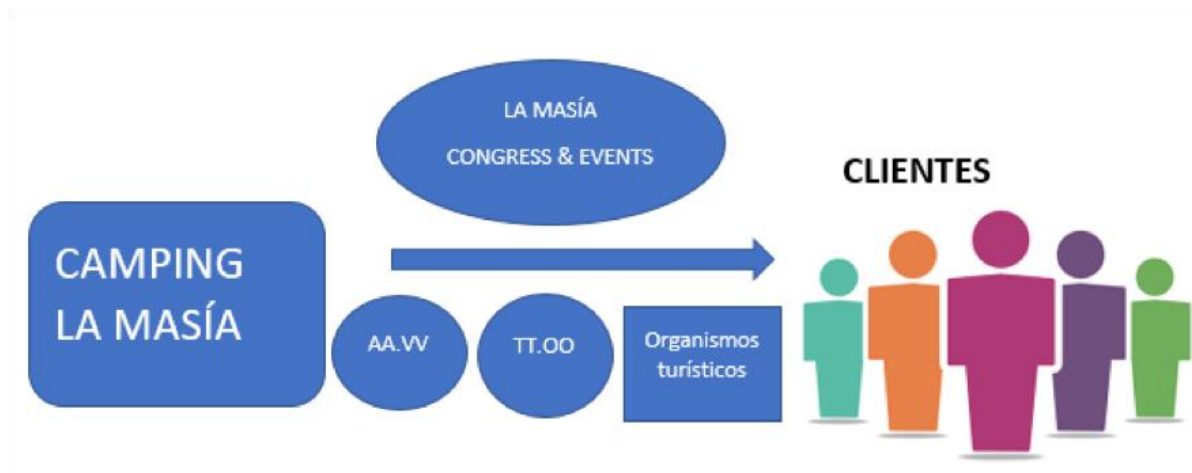 LA MASÍA
CONGRESS & EVENTS
CLIENTES
CAMPING
LA MASÍA
AA.VV
TT.OO
Organismos
turísticos